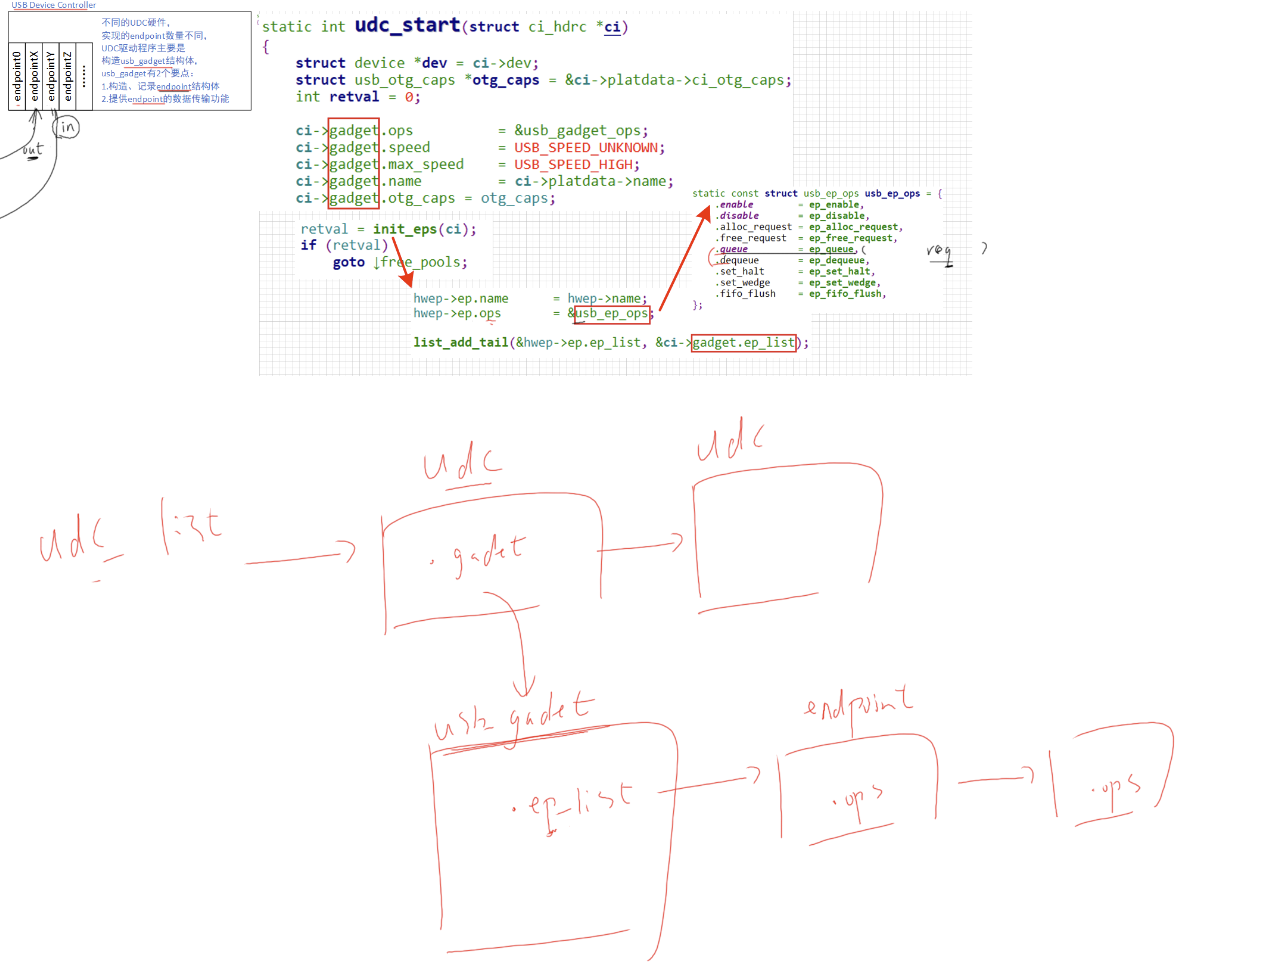 USB Device Controller
endpoint0
endpointX
endpointY
endpointZ
......
不同的UDC硬件，
实现的endpoint数量不同，
UDC驱动程序主要是
构造usb_gadget结构体，
usb_gadget有2个要点：
1.构造、记录endpoint结构体
2.提供endpoint的数据传输功能
in
out
static int udc_start(struct ci_hdrc *ci)
{
struct device *dev = ci->dev;
struct usb_otg_caps *otg_caps = &ci->platdata->ci_otg_caps;
int retval = 0;
ci->gadget.ops = &usb_gadget_ops;
ci->gadget.speed = USB_SPEED_UNKNOWN;
ci->gadget.max_speed = USB_SPEED_HIGH;
ci->gadget.name = ci->platdata->name;
ci->gadget.otg_caps = otg_caps;
retval = init_eps(ci);
if (retval)
goto ↓free_pools;
hwep->ep.name = hwep->name;
hwep->ep.ops = &usb_ep_ops;
list_add_tail(&hwep->ep.ep_list, &ci->gadget.ep_list);
static const struct usb_ep_ops usb_ep_ops = {
.enable = ep_enable,
.disable = ep_disable,
.alloc_request = ep_alloc_request,
.free_request = ep_free_request,
.queue = ep_queue, ( req )
.dequeue = ep_dequeue,
.set_halt = ep_set_halt,
.set_wedge = ep_set_wedge,
.fifo_flush = ep_fifo_flush,
};
udc list
udc
.gadet
udc
usb_gadet
.ep_list
endpoint
.ops
.ops